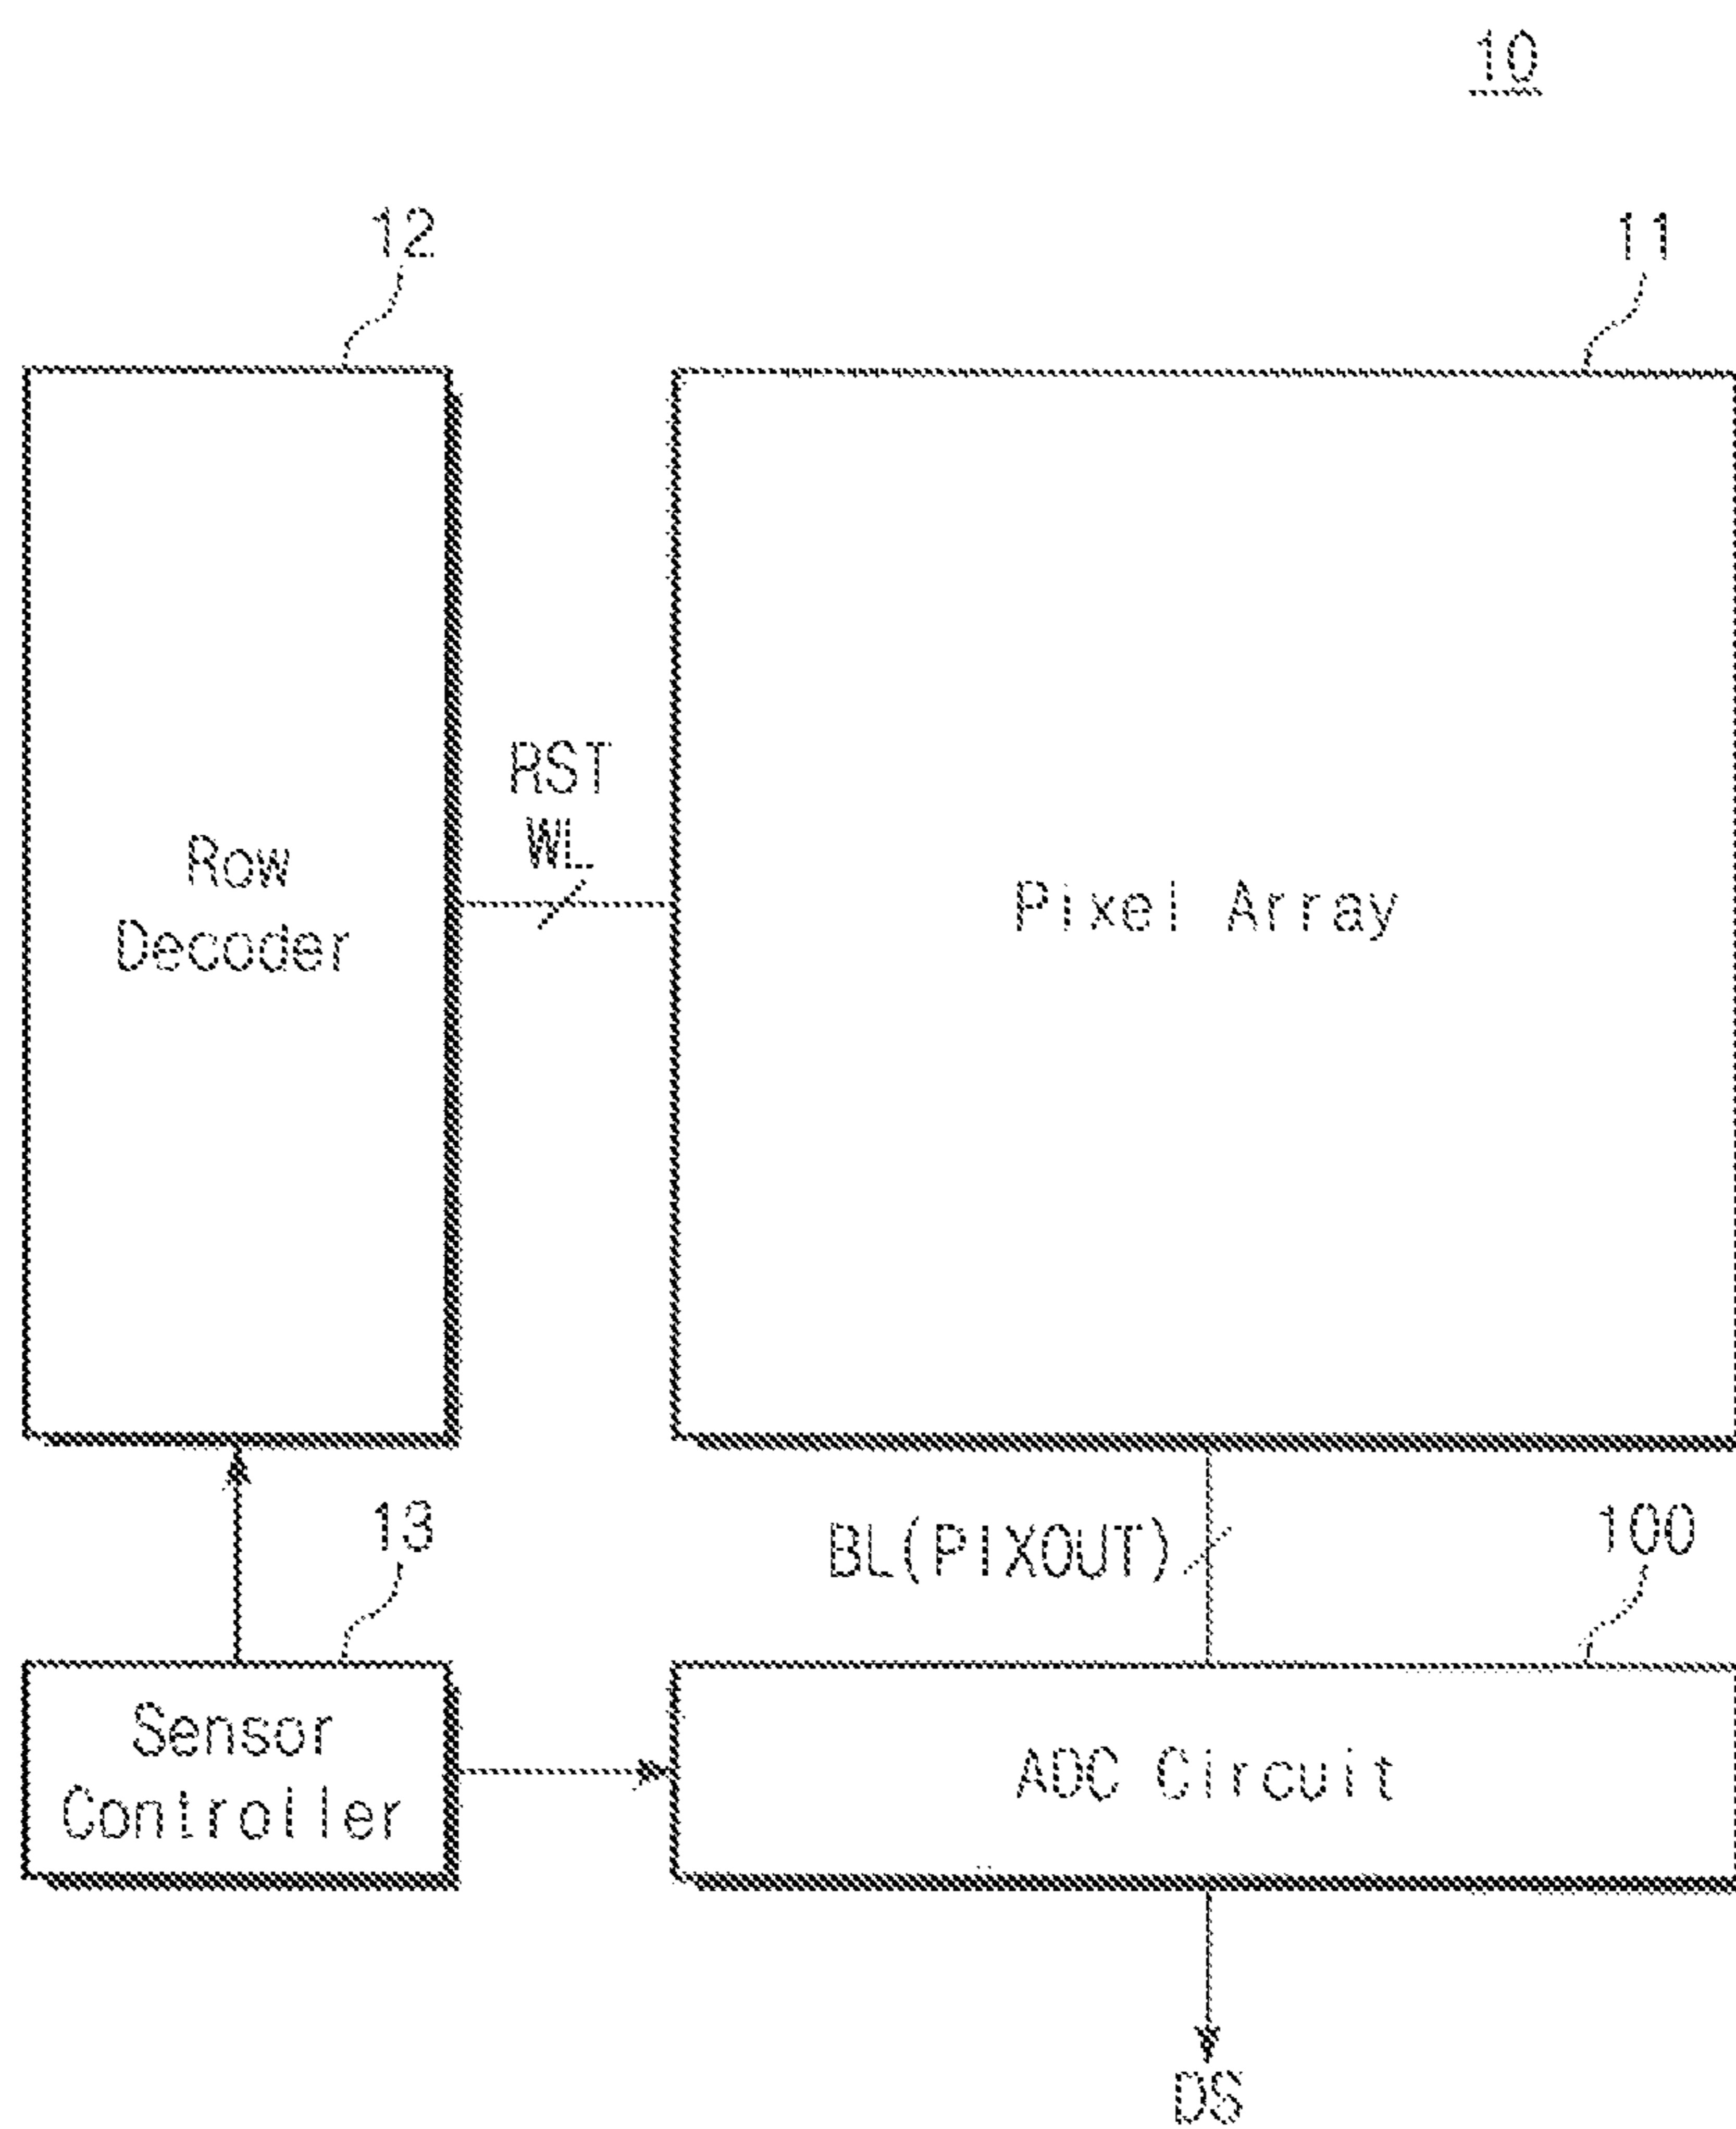 10
12
11
RST
WL
Row
Decoder
Pixel Array
13
BL(PIXOUT)
100
Sensor
Controller
ADC Circuit
DS